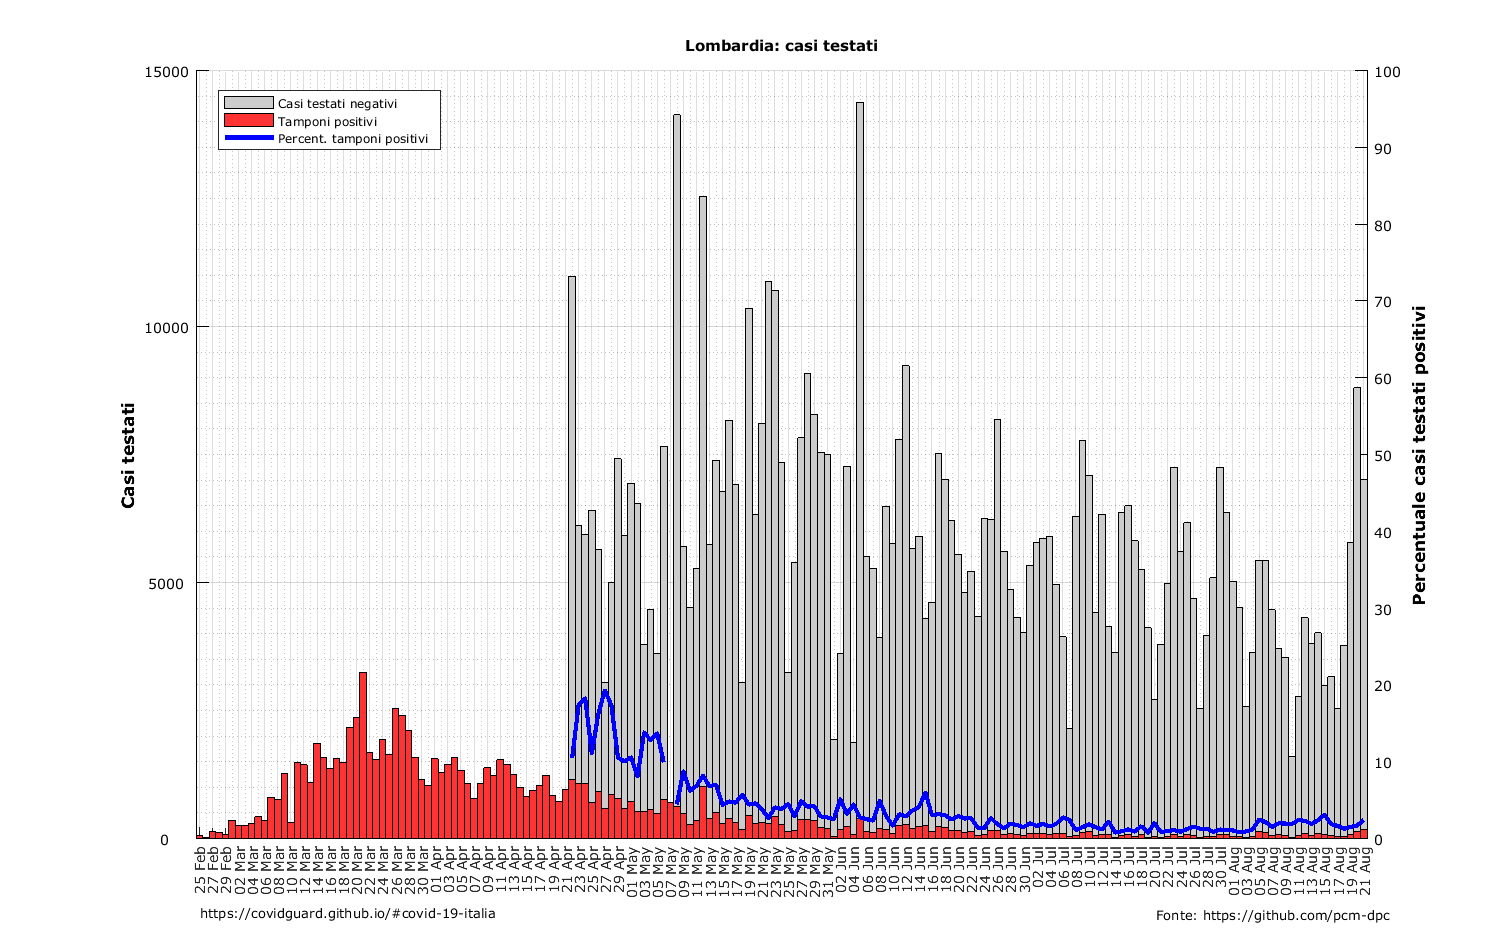 Lombardia: casi testati
Casi testati negativi
Tamponi positivi
Percent. tamponi positivi
Casi testati
15000
10000
5000
0
Percentuale casi testati positivi
100
90
80
70
60
50
40
30
20
10
0
25 Feb
27 Feb
29 Feb
02 Mar
04 Mar
06 Mar
08 Mar
10 Mar
12 Mar
14 Mar
16 Mar
18 Mar
20 Mar
22 Mar
24 Mar
26 Mar
28 Mar
30 Mar
01 Apr
03 Apr
05 Apr
07 Apr
09 Apr
11 Apr
13 Apr
15 Apr
17 Apr
19 Apr
21 Apr
23 Apr
25 Apr
27 Apr
29 Apr
01 May
03 May
05 May
07 May
09 May
11 May
13 May
15 May
17 May
19 May
21 May
23 May
25 May
27 May
29 May
31 May
02 Jun
04 Jun
06 Jun
08 Jun
10 Jun
12 Jun
14 Jun
16 Jun
18 Jun
20 Jun
22 Jun
24 Jun
26 Jun
28 Jun
30 Jun
02 Jul
04 Jul
06 Jul
08 Jul
10 Jul
12 Jul
14 Jul
16 Jul
18 Jul
20 Jul
22 Jul
24 Jul
26 Jul
28 Jul
30 Jul
01 Aug
03 Aug
05 Aug
07 Aug
09 Aug
11 Aug
13 Aug
15 Aug
17 Aug
19 Aug
21 Aug
https://covidguard.github.io/#covid-19-italia
Fonte: https://github.com/pcm-dpc